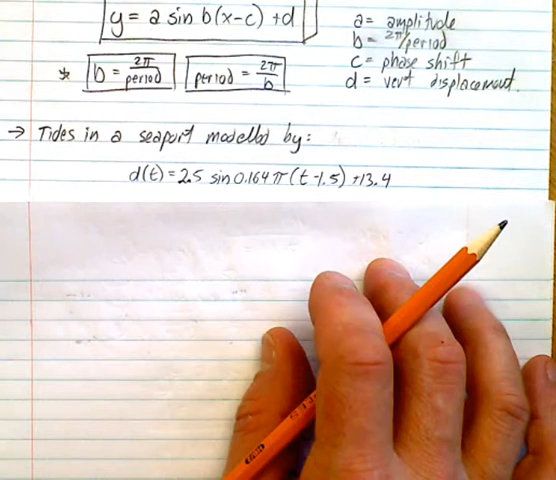 y = a sin b(x-c) +d
a = amplitude
b = 2π/period
c = phase shift
d = vert displacement.
* b = 2π/period period = 2π/b
→ Tides in a seaport modelled by:
d(t) = 2.5 sin 0.164π(t-1.5) +13.4